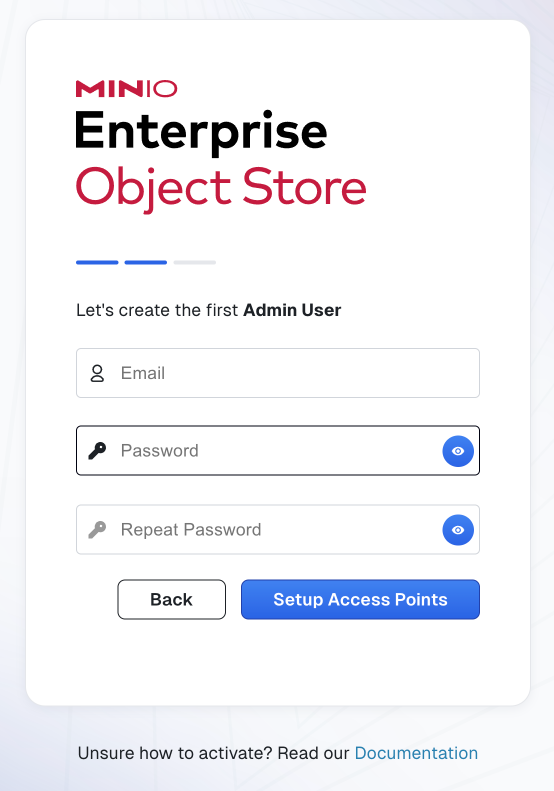 MINIO
Enterprise
Object Store
Let's create the first Admin User
Email
Password
Repeat Password
Back Setup Access Points
Unsure how to activate? Read our Documentation